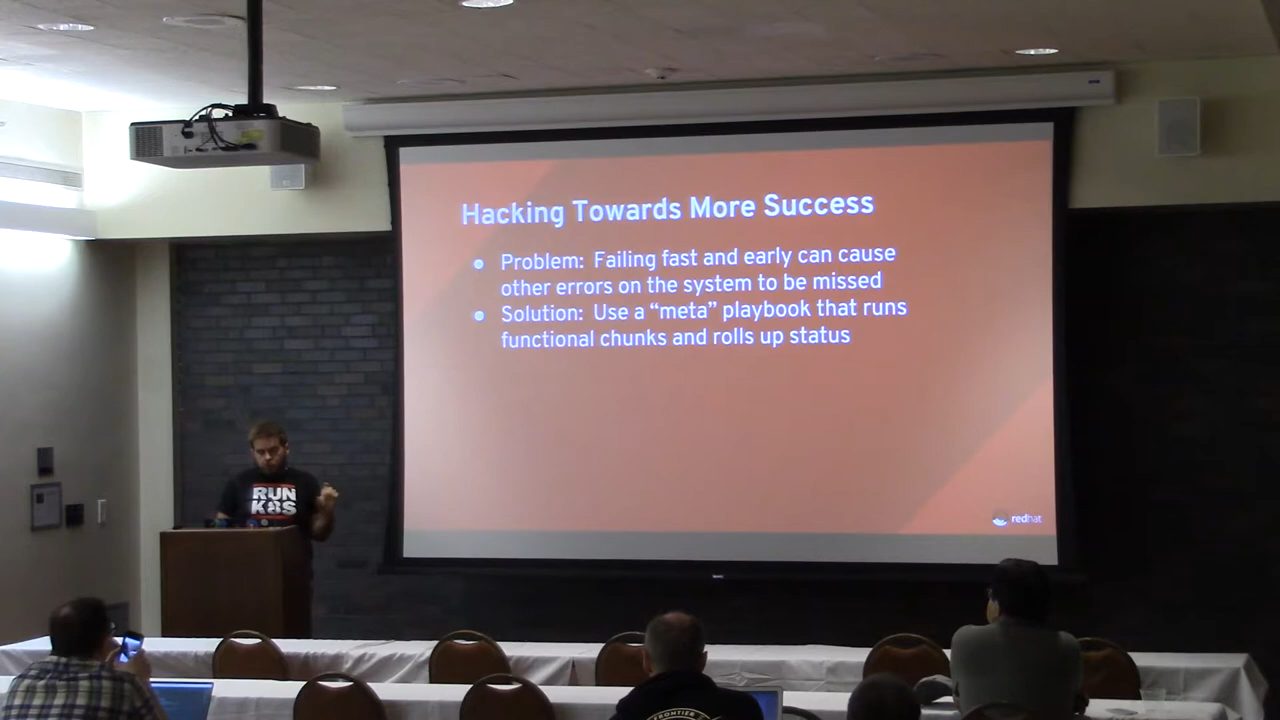 Hacking Towards More Success
Problem: Failing fast and early can cause
other errors on the system to be missed
Solution: Use a “meta” playbook that runs
functional chunks and rolls up status
redhat
RUN
K8S
FRONTIER